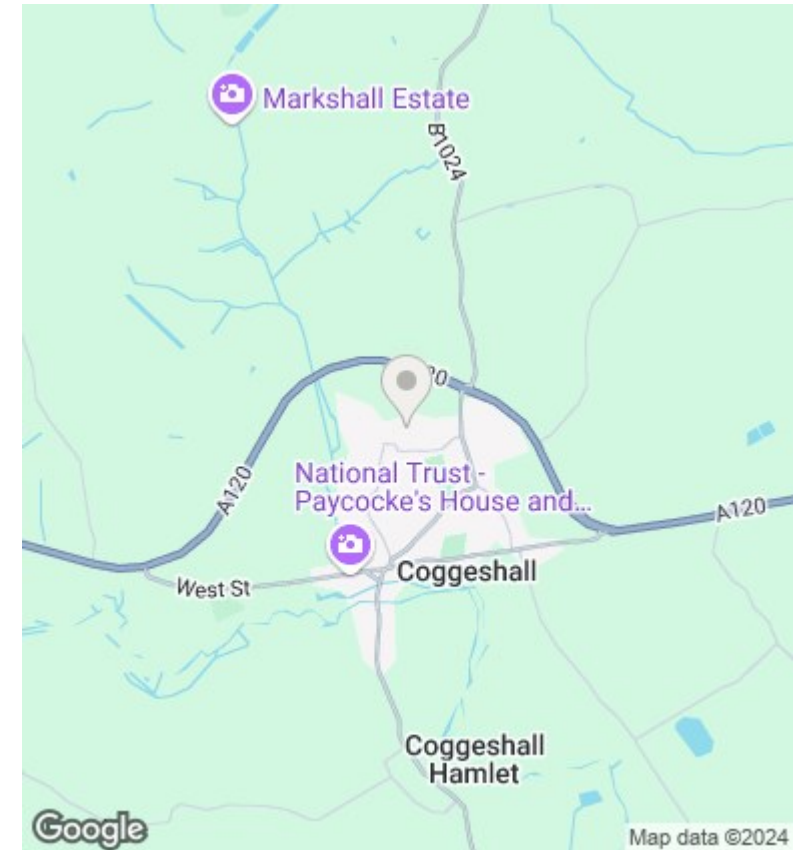 Markshall Estate
B1024
A120
National Trust -
Paycocke's House and...
A120
West St
Coggeshall
Coggeshall
Hamlet
Google
Map data ©2024